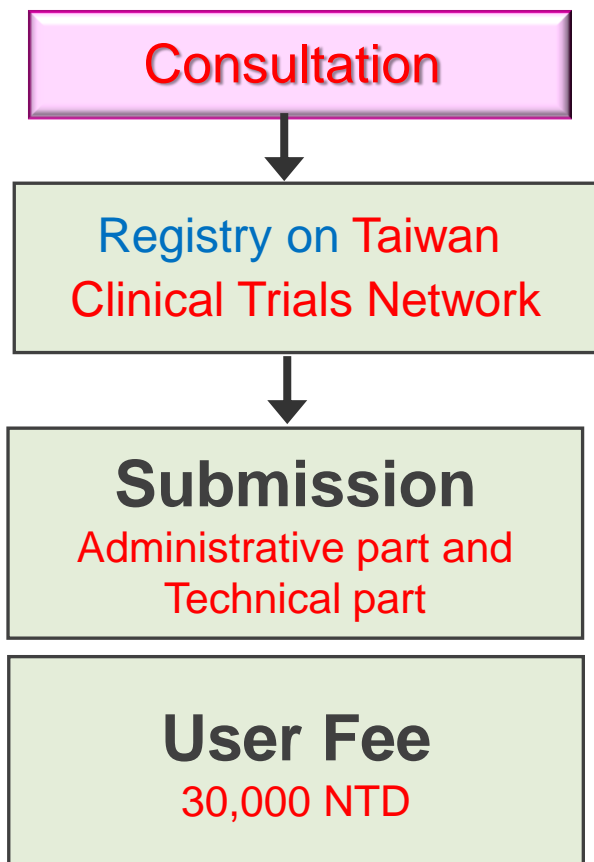 Consultation
Registry on Taiwan
Clinical Trials Network
Submission
Administrative part and
Technical part
User Fee
30,000 NTD